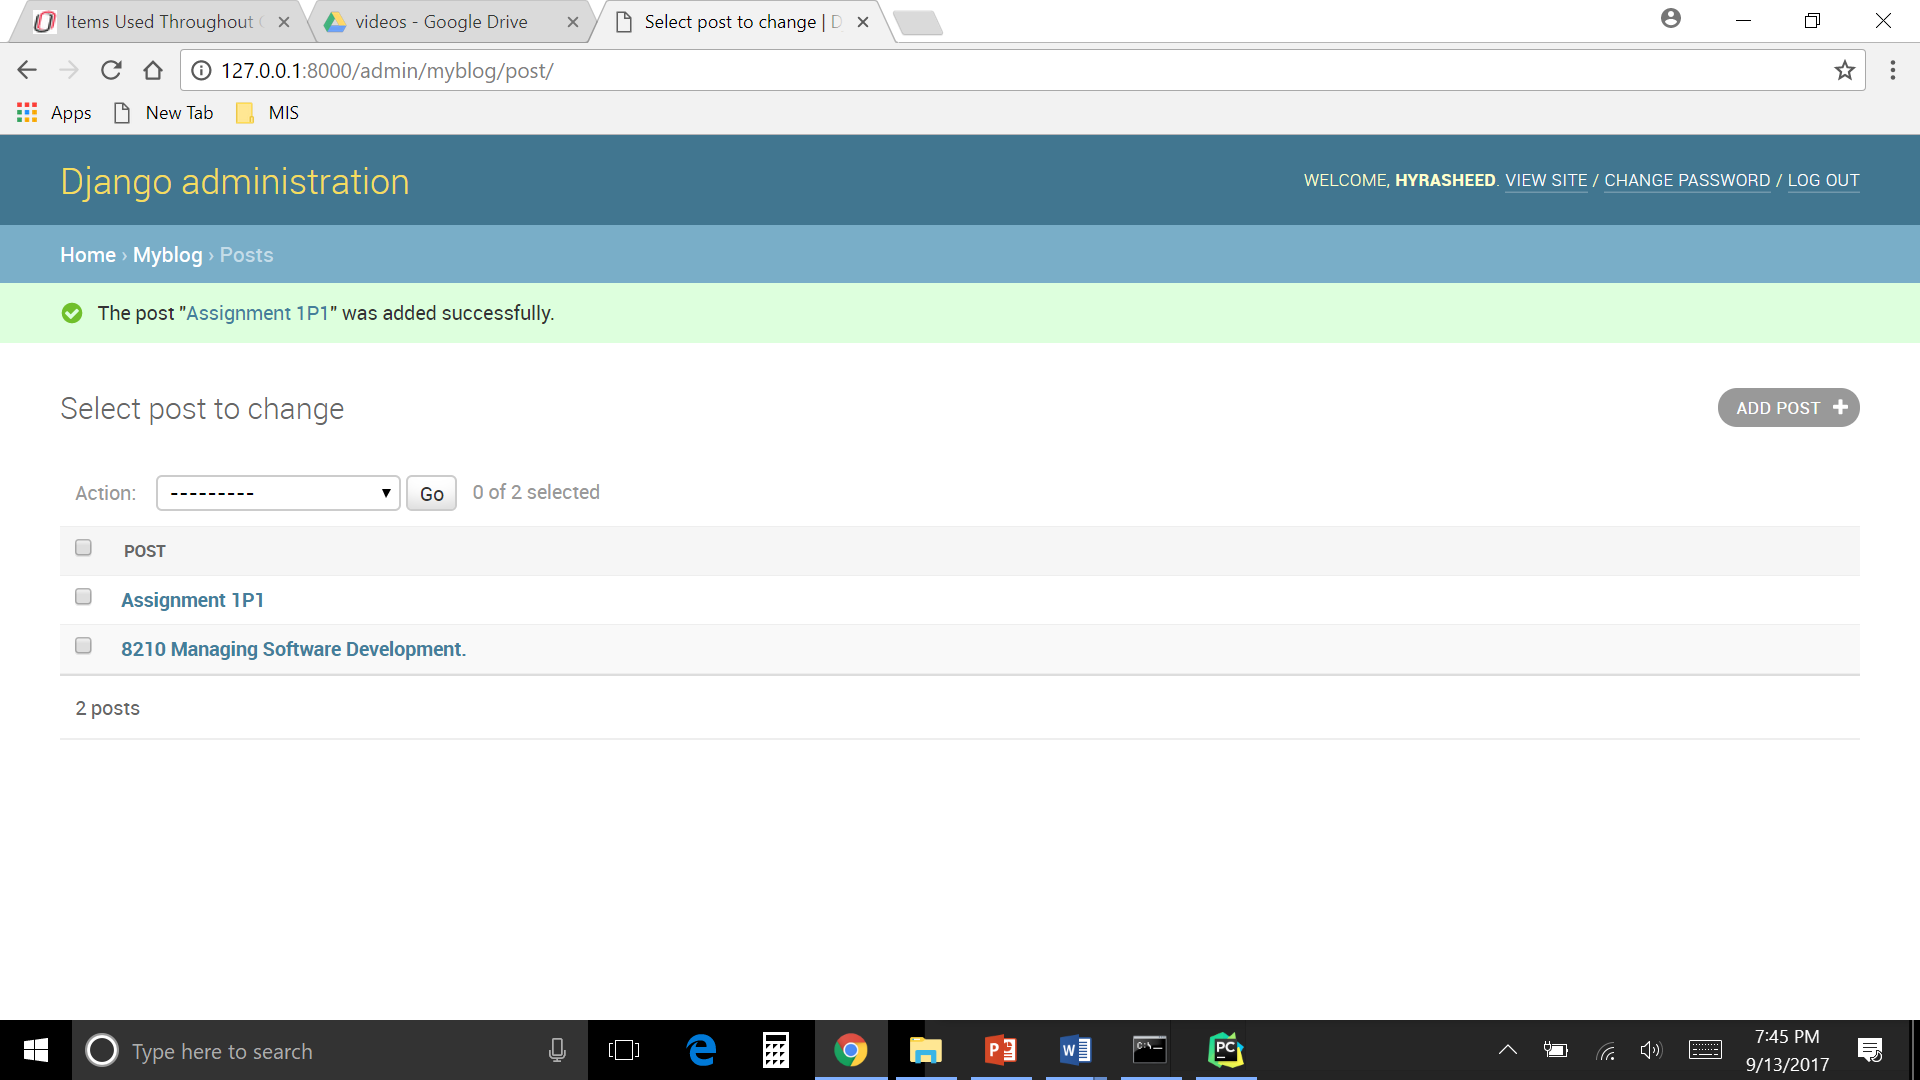 Items Used Throughout
videos - Google Drive
Select post to change | D
127.0.0.1:8000/admin/myblog/post/
Apps
New Tab
MIS
Django administration
WELCOME, HYRASHEED. VIEW SITE / CHANGE PASSWORD / LOG OUT
Home › Myblog › Posts
The post "Assignment 1P1" was added successfully.
Select post to change
ADD POST +
Action:
---------
Go
0 of 2 selected
POST
Assignment 1P1
8210 Managing Software Development.
2 posts
Type here to search
7:45 PM
9/13/2017